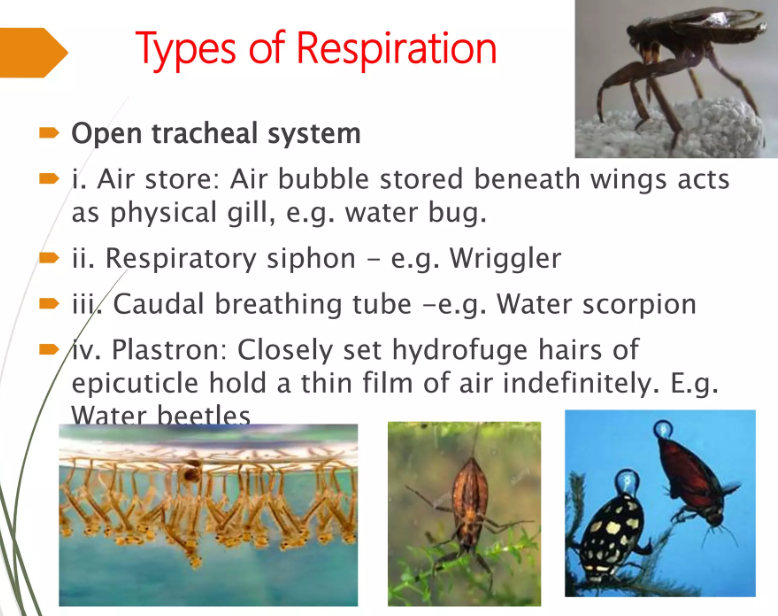 Types of Respiration
Open tracheal system
i. Air store: Air bubble stored beneath wings acts
as physical gill, e.g. water bug.
ii. Respiratory siphon – e.g. Wriggler
iii. Caudal breathing tube –e.g. Water scorpion
iv. Plastron: Closely set hydrofuge hairs of
epicuticle hold a thin film of air indefinitely. E.g.
Water beetles